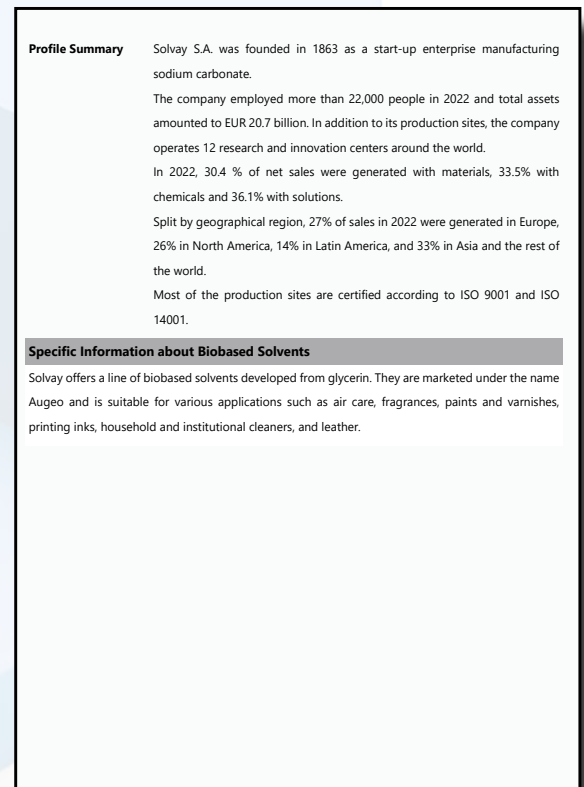 Profile Summary Solvay S.A. was founded in 1863 as a start-up enterprise manufacturing
sodium carbonate.
The company employed more than 22,000 people in 2022 and total assets
amounted to EUR 20.7 billion. In addition to its production sites, the company
operates 12 research and innovation centers around the world.
In 2022, 30.4 % of net sales were generated with materials, 33.5% with
chemicals and 36.1% with solutions.
Split by geographical region, 27% of sales in 2022 were generated in Europe,
26% in North America, 14% in Latin America, and 33% in Asia and the rest of
the world.
Most of the production sites are certified according to ISO 9001 and ISO
14001.
Specific Information about Biobased Solvents
Solvay offers a line of biobased solvents developed from glycerin. They are marketed under the name
Augeo and is suitable for various applications such as air care, fragrances, paints and varnishes,
printing inks, household and institutional cleaners, and leather.